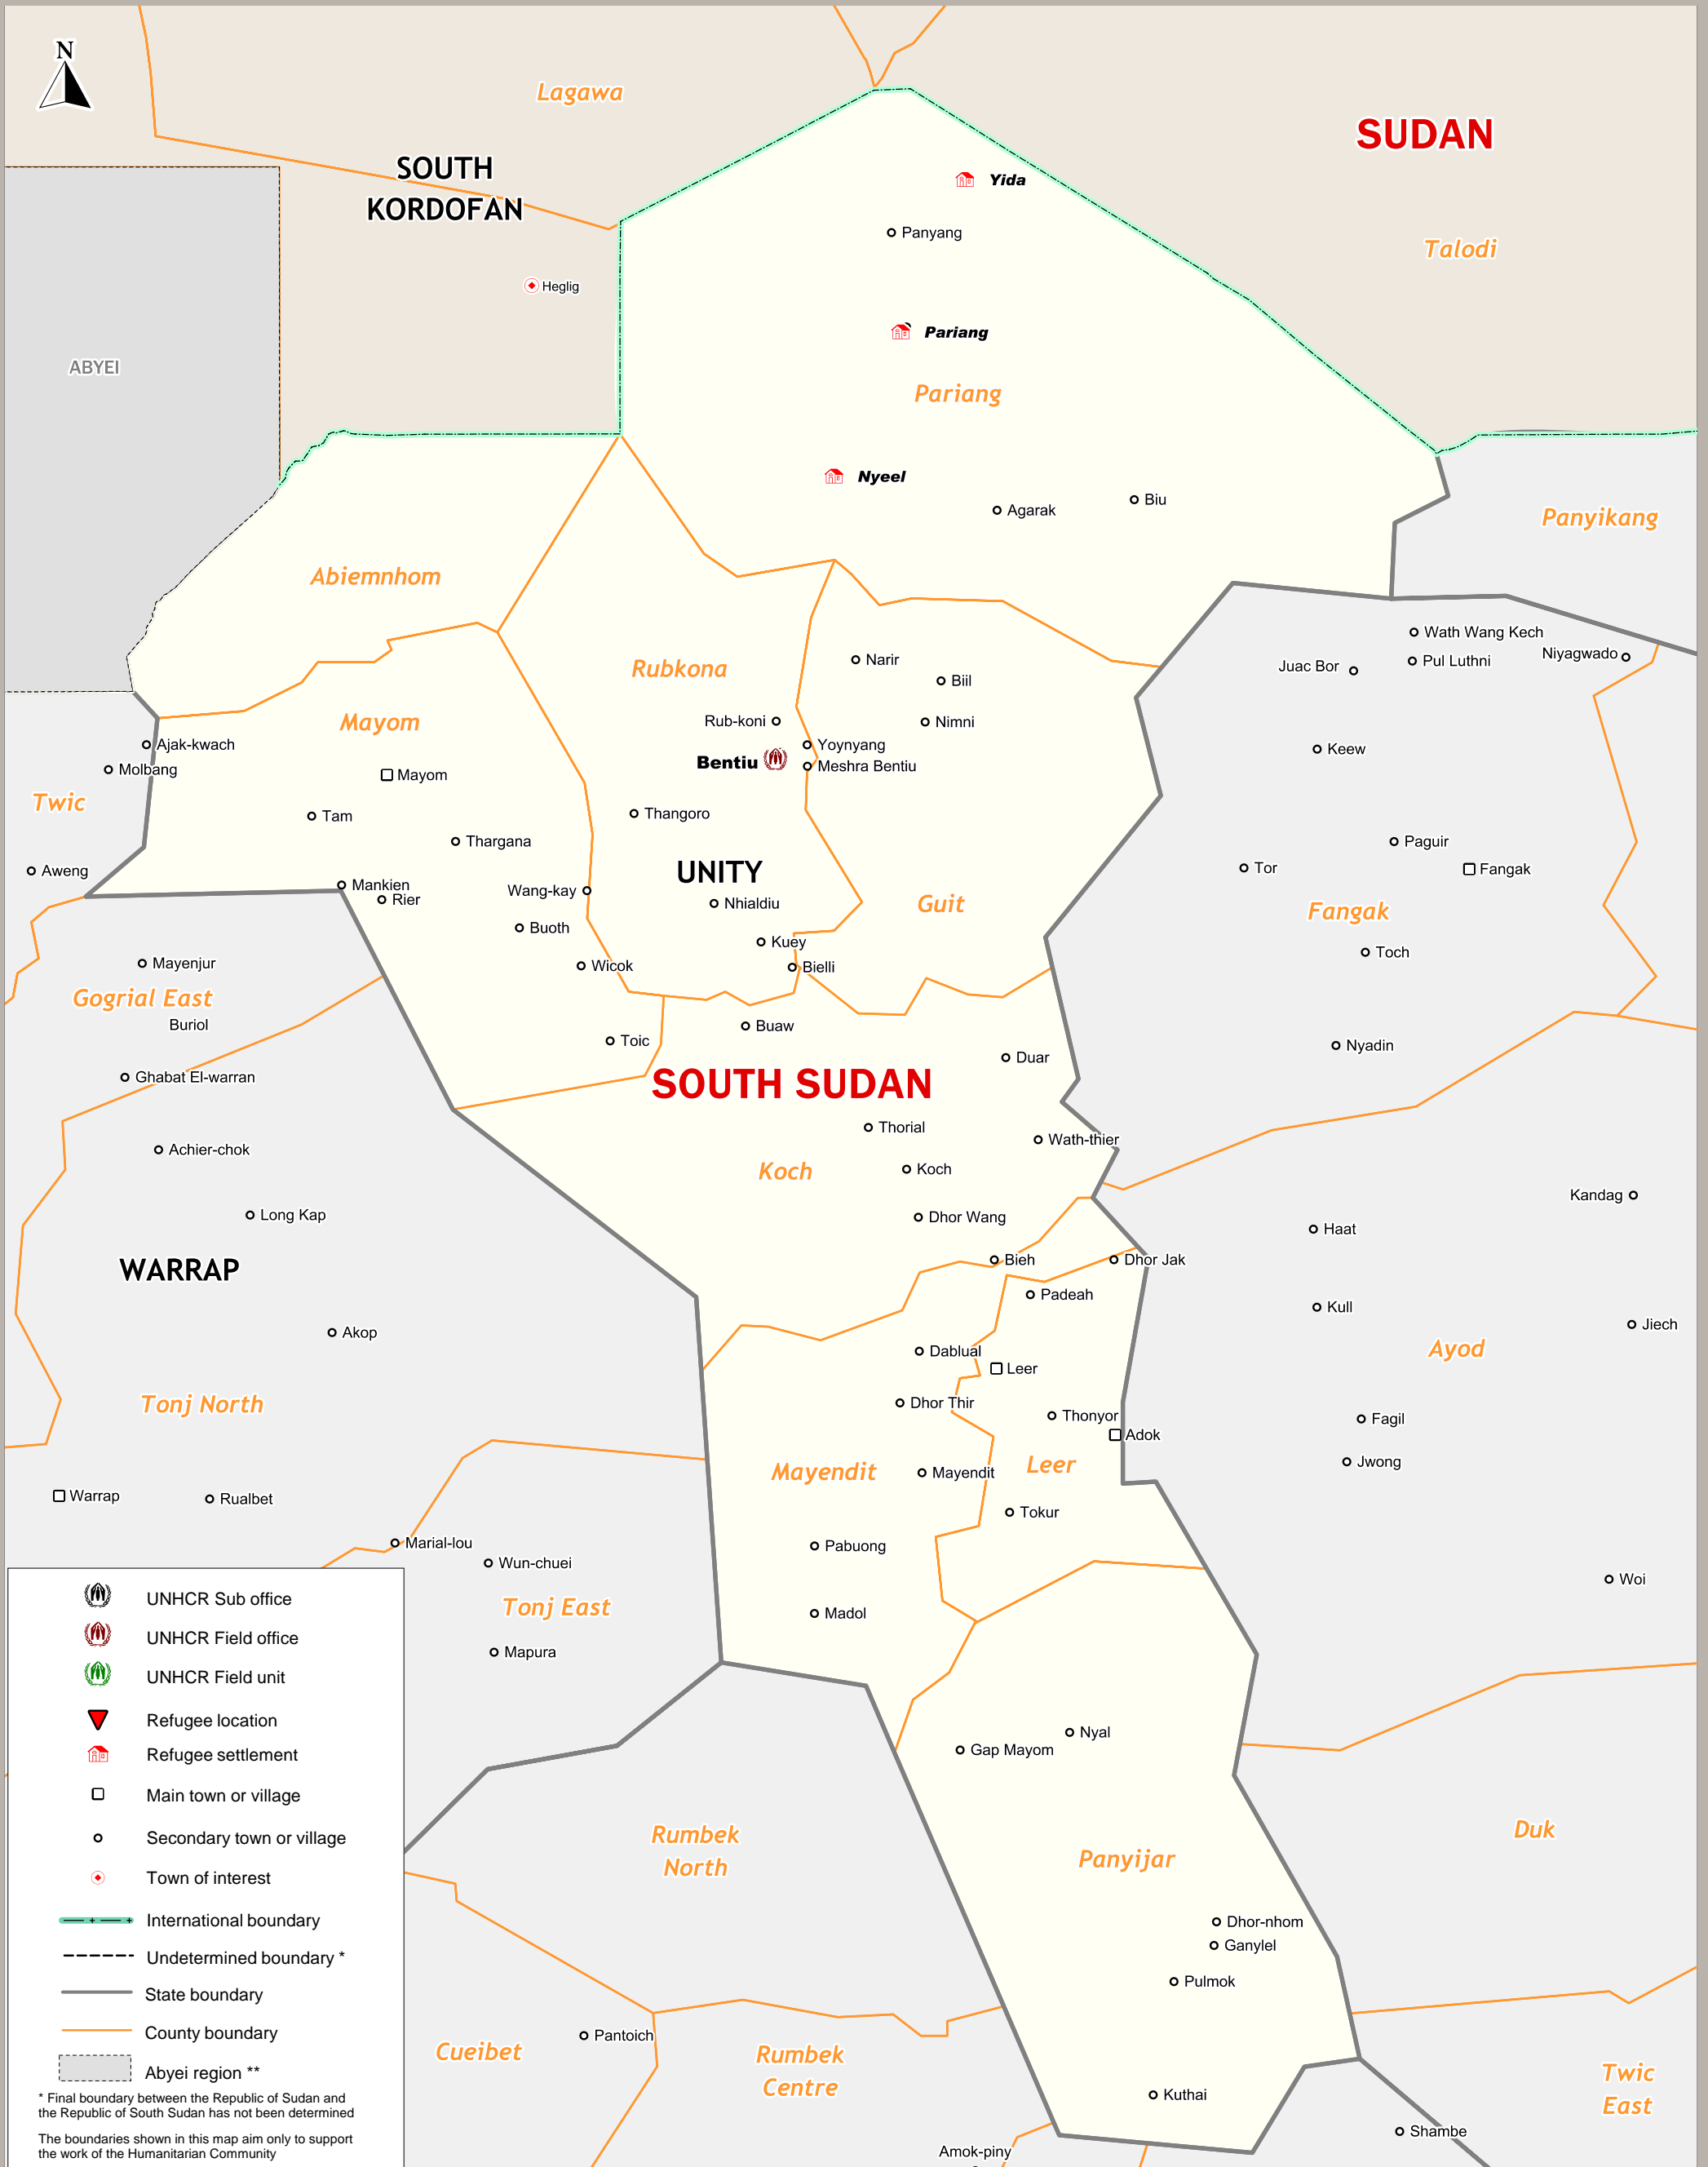 N
Lagawa
SUDAN
SOUTH
KORDOFAN
Yida
Panyang
Talodi
Heglig
Pariang
ABYEI
Pariang
Nyeel
Biu
Agarak
Panyikang
Abiemnhom
Wath Wang Kech
Niyagwado
Narir
Pul Luthni
Juac Bor
Rubkona
Biil
Rub-koni
Nimni
Mayom
Ajak-kwach
Yoynyang
Keew
Bentiu
Meshra Bentiu
Molbang
Mayom
Twic
Thangoro
Tam
Thargana
Paguir
Tor
Fangak
Aweng
UNITY
Mankien
Wang-kay
Rier
Nhialdiu
Guit
Fangak
Buoth
Kuey
Toch
Mayenjur
Wicok
Bielli
Gogrial East
Buriol
Buaw
Toic
Nyadin
Duar
Ghabat El-warran
SOUTH SUDAN
Thorial
Wath-thier
Achier-chok
Koch
Koch
Kandag
Long Kap
Dhor Wang
Haat
WARRAP
Bieh
Dhor Jak
Padeah
Kull
Jiech
Akop
Dablual
Ayod
Leer
Tonj North
Dhor Thir
Thonyor
Fagil
Adok
Leer
Jwong
Mayendit
Mayendit
Warrap
Rualbet
Tokur
Marial-lou
Pabuong
Wun-chuei
Woi
Tonj East
Madol
Mapura
Nyal
Gap Mayom
Rumbek
North
Duk
Panyijar
Dhor-nhom
Ganylel
Pulmok
Pantoich
Cueibet
Rumbek
Centre
Twic
East
Kuthai
Shambe
Amok-piny
UNHCR Sub office
UNHCR Field office
UNHCR Field unit
Refugee location
Refugee settlement
Main town or village
Secondary town or village
Town of interest
International boundary
Undetermined boundary *
State boundary
County boundary
Abyei region **
* Final boundary between the Republic of Sudan and
the Republic of South Sudan has not been determined
The boundaries shown in this map aim only to support
the work of the Humanitarian Community